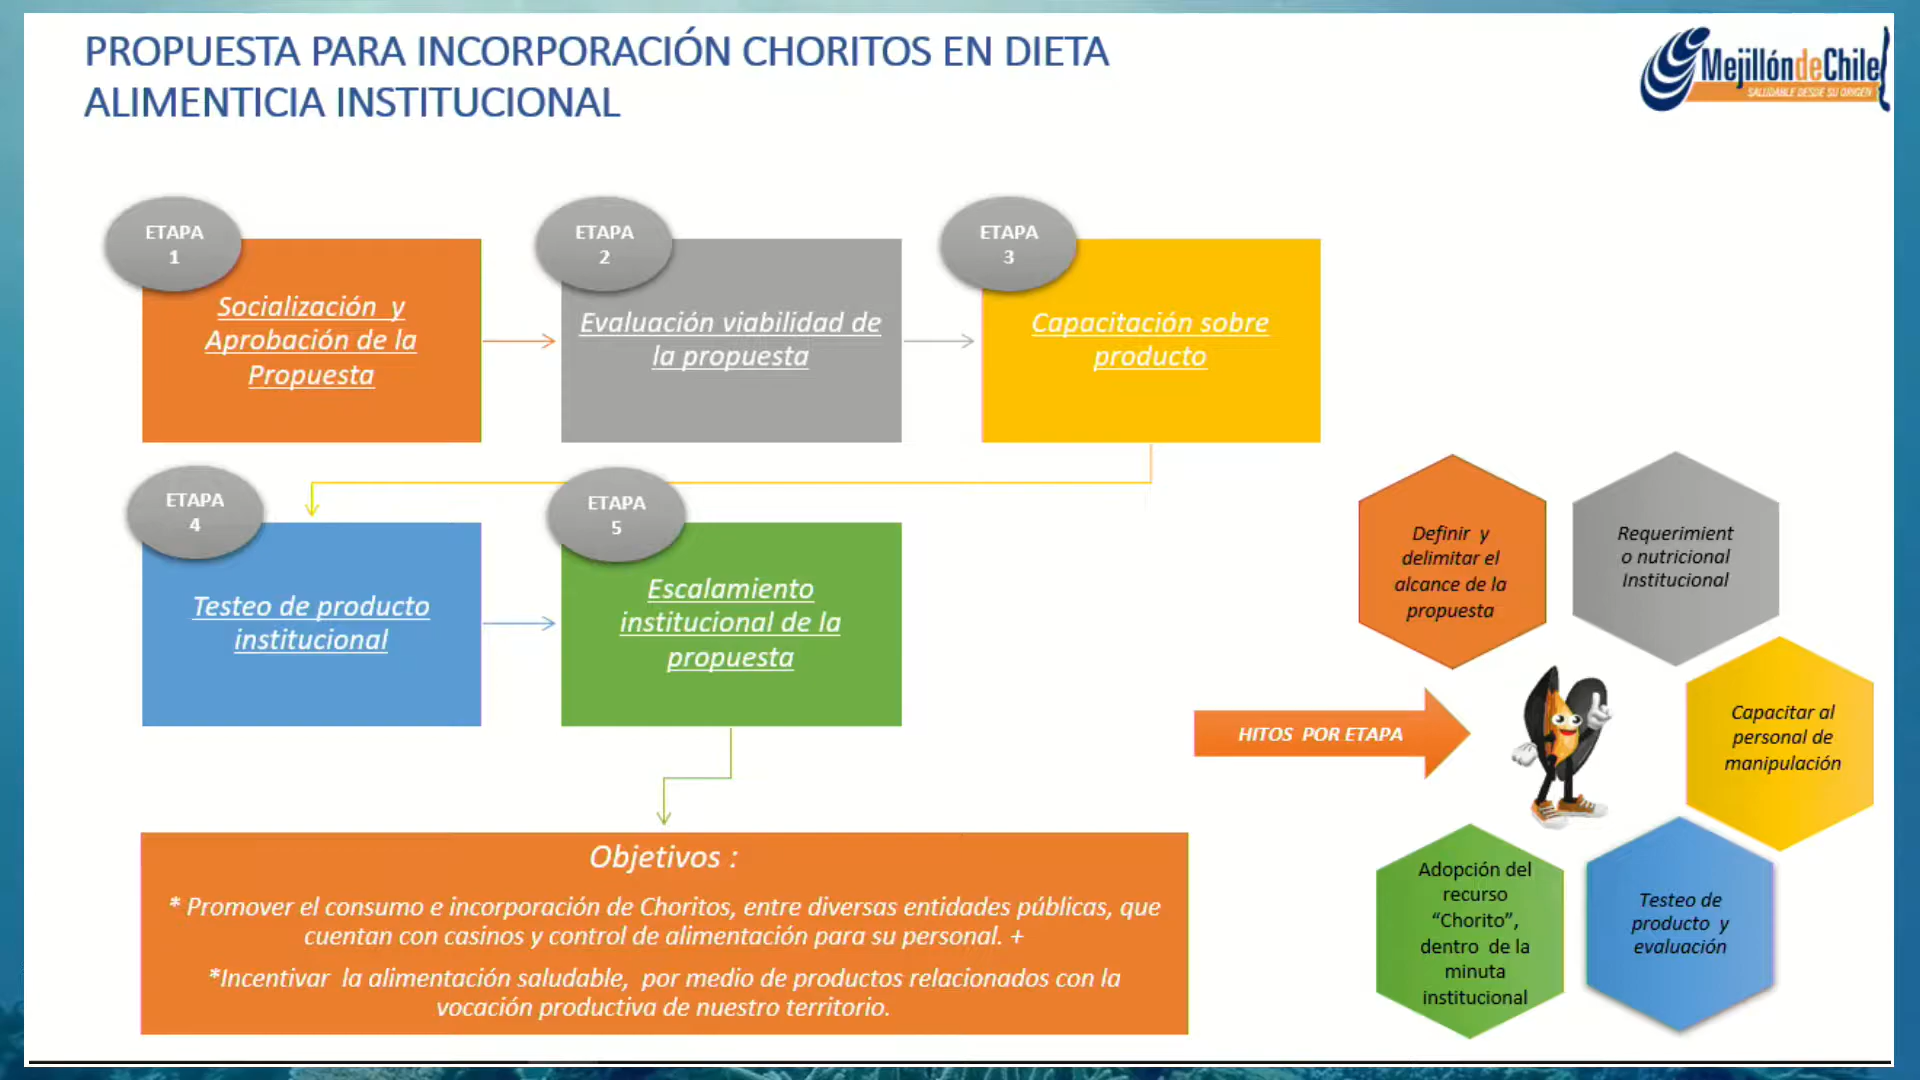 PROPUESTA PARA INCORPORACIÓN CHORITOS EN DIETA
ALIMENTICIA INSTITUCIONAL
MejillóndeChile
SALUDABLE DESDE SU ORIGEN
ETAPA
1
Socialización y
Aprobación de la
Propuesta
ETAPA
2
Evaluación viabilidad de
la propuesta
ETAPA
3
Capacitación sobre
producto
ETAPA
4
Testeo de producto
institucional
ETAPA
5
Escalamiento
institucional de la
propuesta
Objetivos :
* Promover el consumo e incorporación de Choritos, entre diversas entidades públicas, que
cuentan con casinos y control de alimentación para su personal. +
*Incentivar la alimentación saludable, por medio de productos relacionados con la
vocación productiva de nuestro territorio.
HITOS POR ETAPA
Definir y
delimitar el
alcance de la
propuesta
Requerimient
o nutricional
Institucional
Capacitar al
personal de
manipulación
Testeo de
producto y
evaluación
Adopción del
recurso
“Chorito”,
dentro de la
minuta
institucional